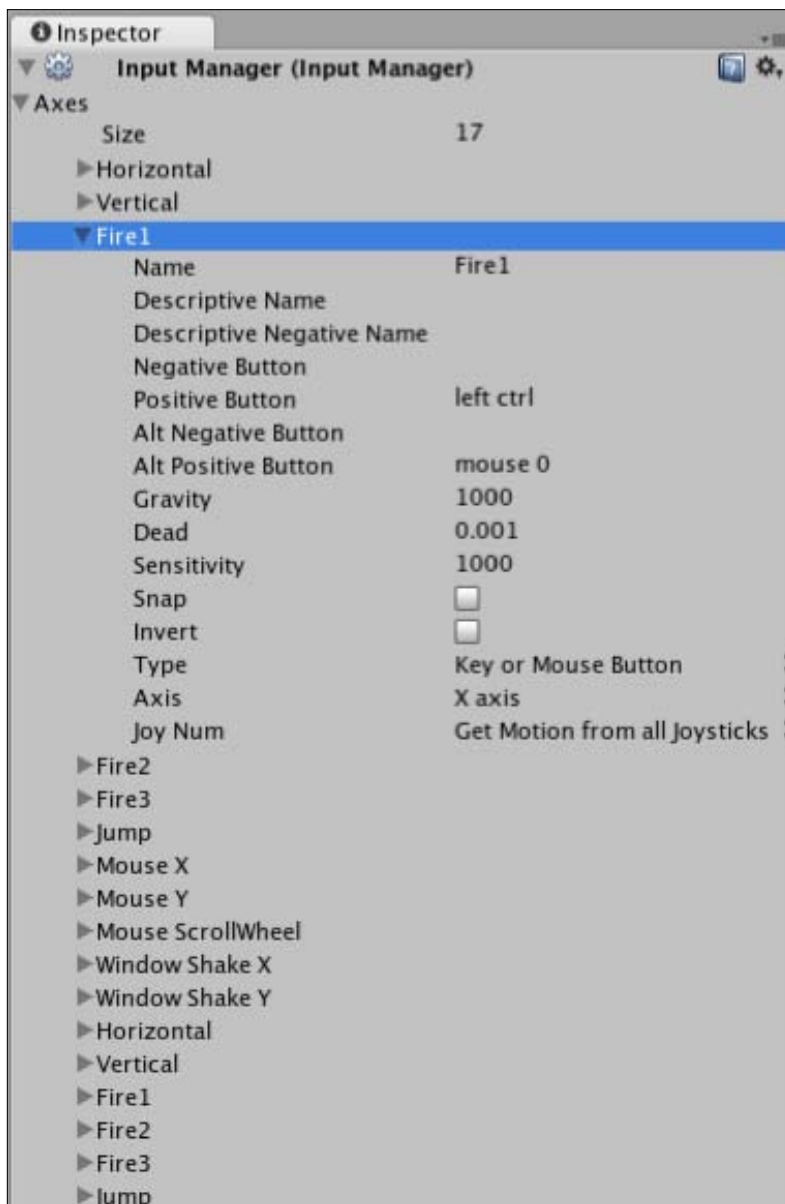 Inspector
Input Manager (Input Manager)
Axes
Size 17
Horizontal
Vertical
Fire1
Name Fire1
Descriptive Name
Descriptive Negative Name
Negative Button
Positive Button left ctrl
Alt Negative Button
Alt Positive Button mouse 0
Gravity 1000
Dead 0.001
Sensitivity 1000
Snap
Invert
Type Key or Mouse Button
Axis X axis
Joy Num Get Motion from all Joysticks
Fire2
Fire3
Jump
Mouse X
Mouse Y
Mouse ScrollWheel
Window Shake X
Window Shake Y
Horizontal
Vertical
Fire1
Fire2
Fire3
Jump